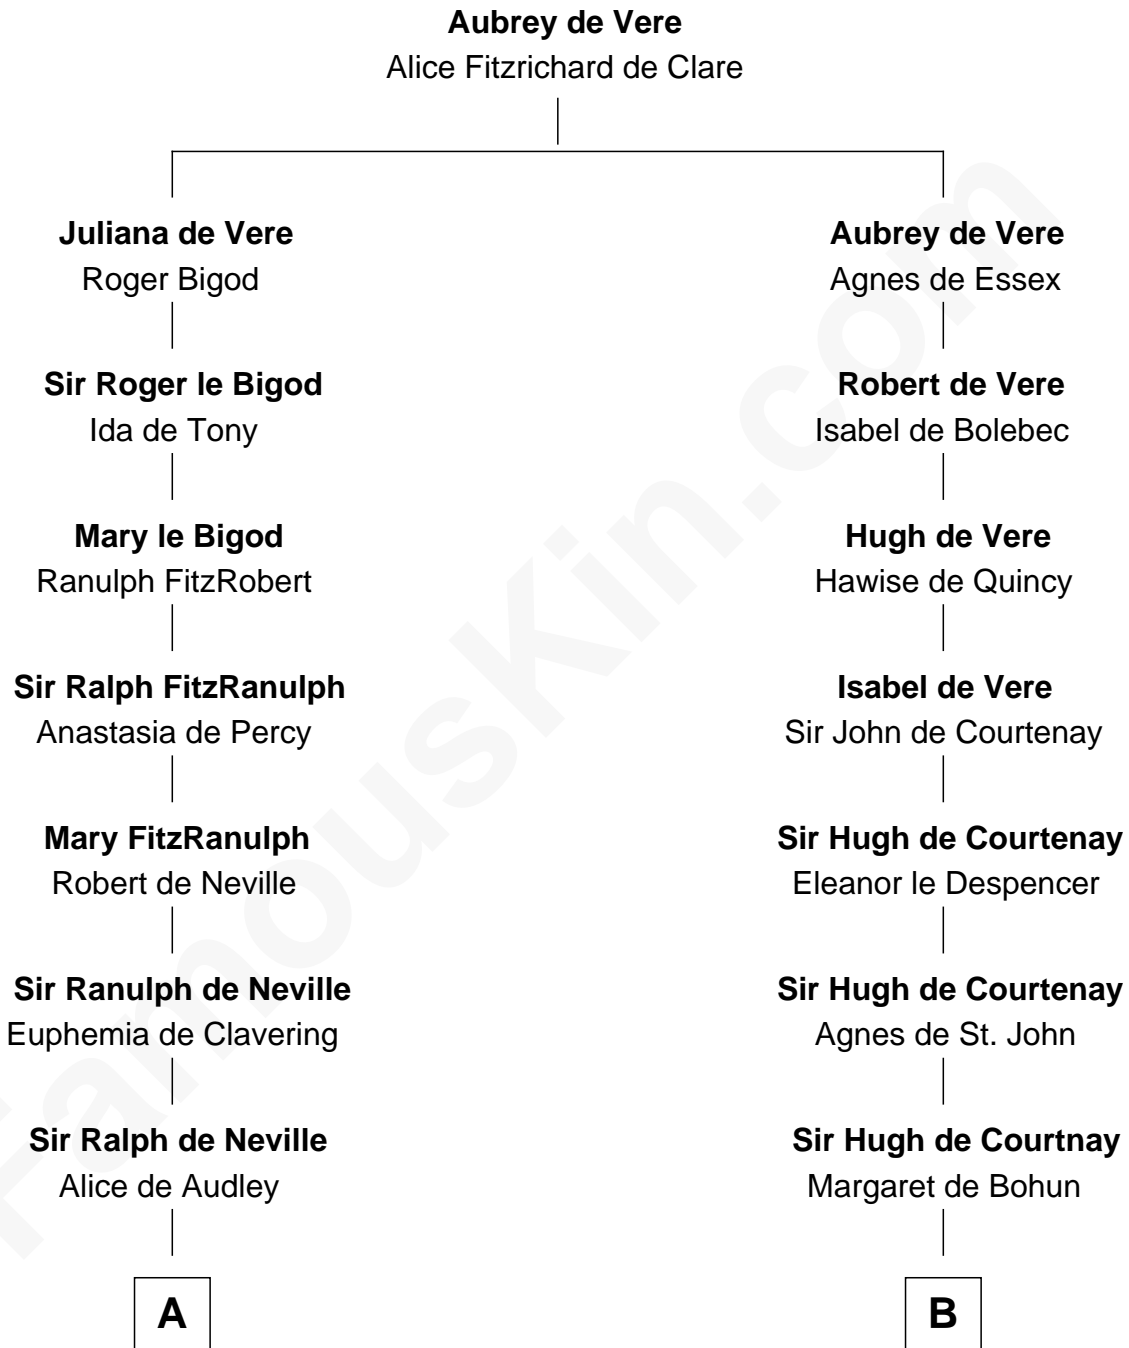 Aubrey de Vere
Alice Fitzrichard de Clare
Juliana de Vere
Roger Bigod
Aubrey de Vere
Agnes de Essex
Sir Roger le Bigod
Ida de Tony
Robert de Vere
Isabel de Bolebec
Mary le Bigod
Ranulph FitzRobert
Hugh de Vere
Hawise de Quincy
Sir Ralph FitzRanulph
Anastasia de Percy
Isabel de Vere
Sir John de Courtenay
Mary FitzRanulph
Robert de Neville
Sir Hugh de Courtenay
Eleanor le Despencer
Sir Ranulph de Neville
Euphemia de Clavering
Sir Hugh de Courtenay
Agnes de St. John
Sir Ralph de Neville
Alice de Audley
Sir Hugh de Courtnay
Margaret de Bohun
A
B
FamousKin.com